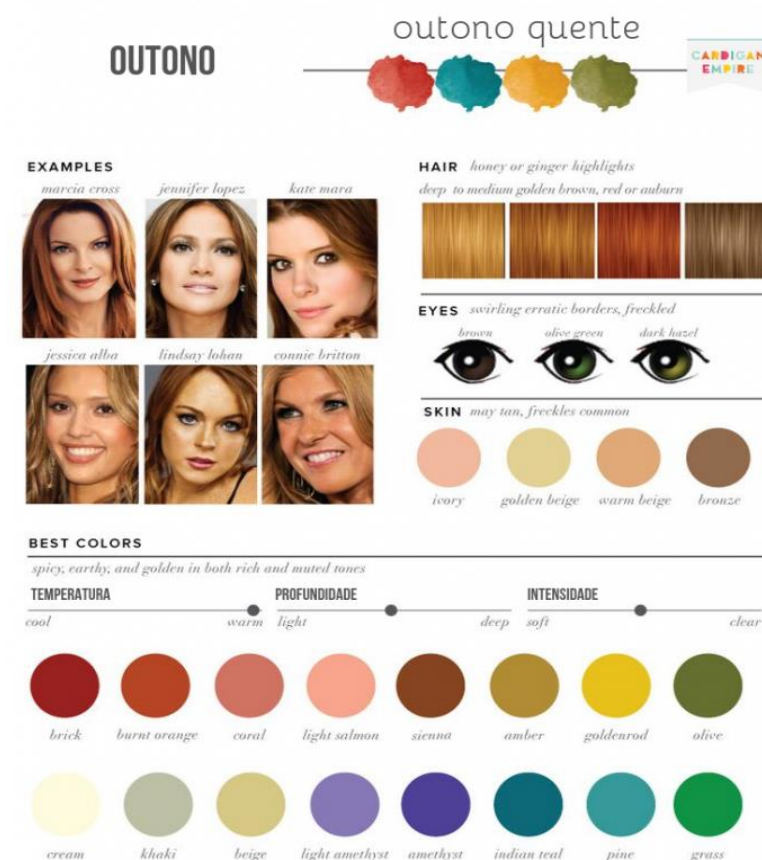 OUTONO
outono quente
CARDIGAN
EMPIRE
EXAMPLES
marcia cross
jennifer lopez
kate mara
jessica alba
lindsay lohan
connie britton
HAIR honey or ginger highlights
deep to medium golden brown, red or auburn
EYES swirling erratic borders, freckled
brown
olive green
dark hazel
SKIN may tan, freckles common
ivory
golden beige
warm beige
bronze
BEST COLORS
spicy, earthy, and golden in both rich and muted tones
TEMPERATURA
cool
warm
PROFUNDIDADE
light
deep
INTENSIDADE
soft
clear
brick
burnt orange
coral
light salmon
sienna
amber
goldenrod
olive
cream
khaki
beige
light amethyst
amethyst
indian teal
pine
grass